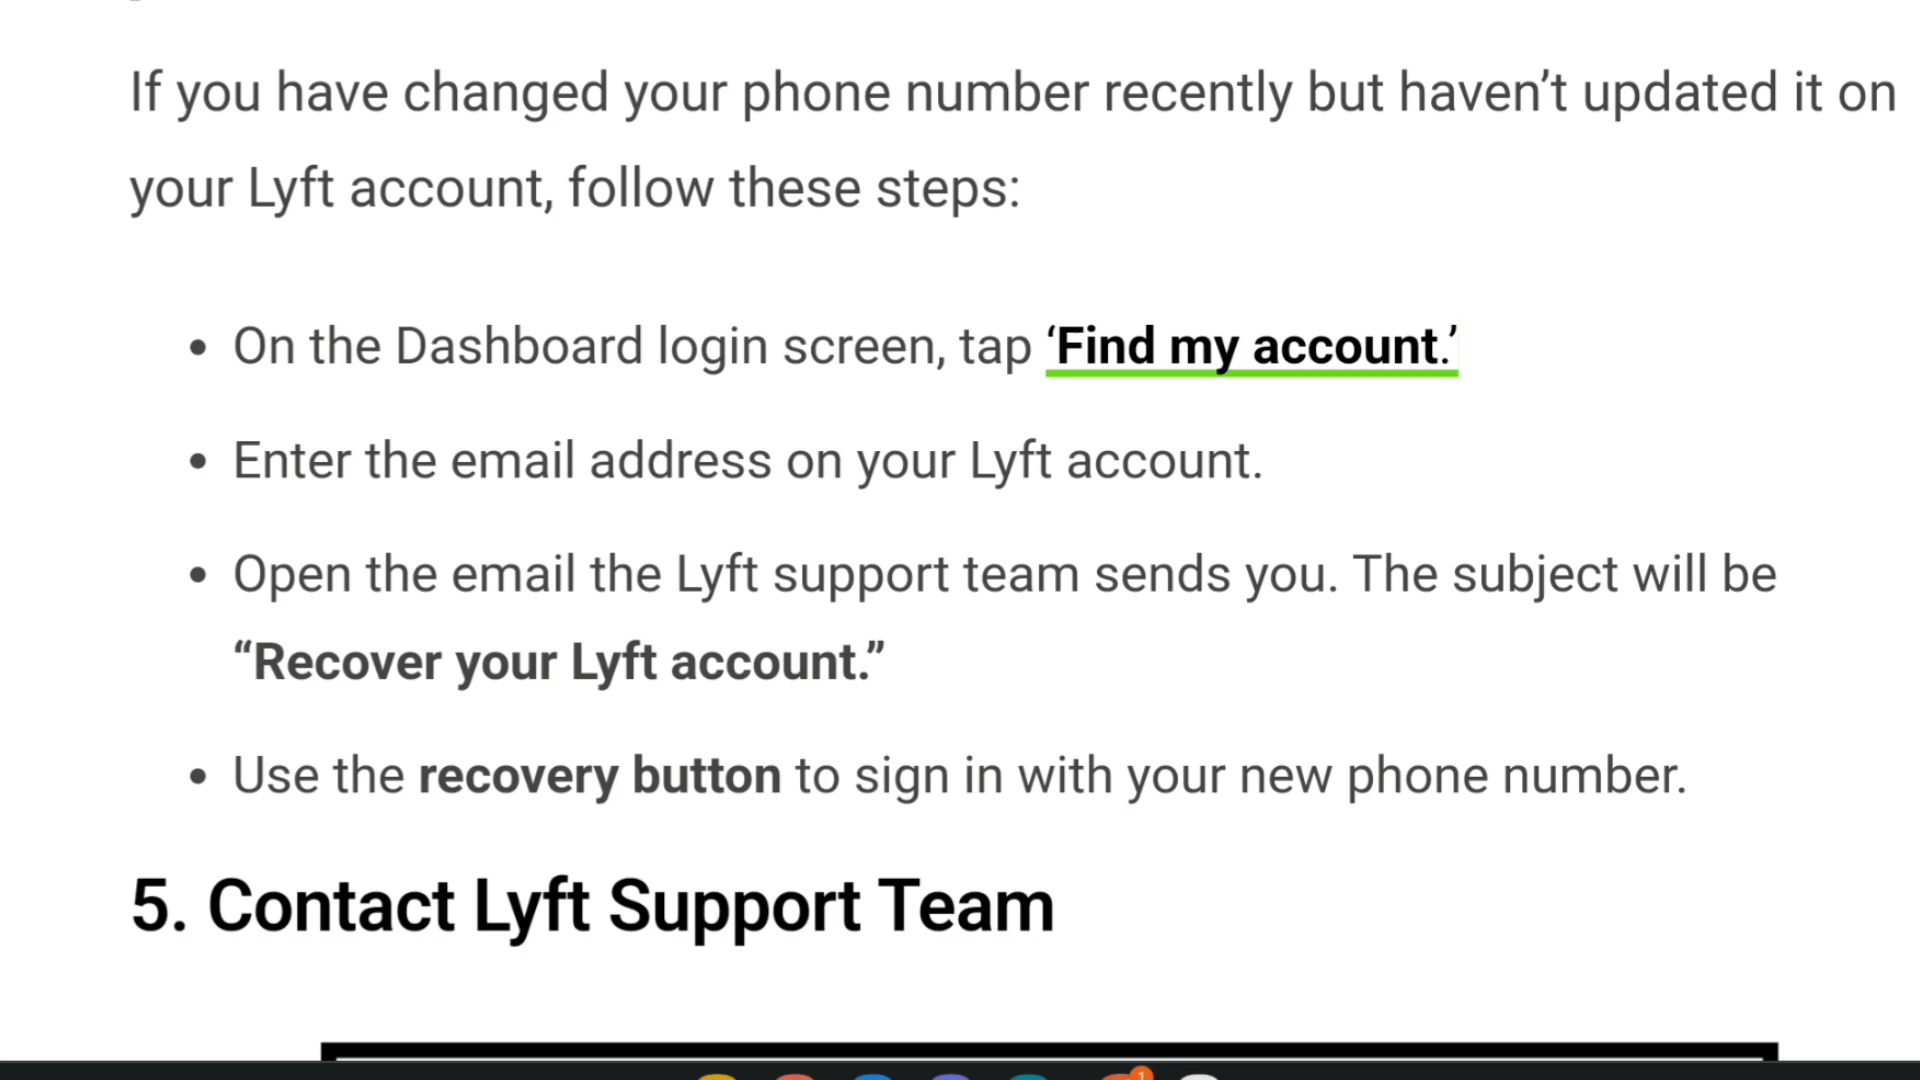 If you have changed your phone number recently but haven’t updated it on
your Lyft account, follow these steps:
• On the Dashboard login screen, tap ‘Find my account.’
• Enter the email address on your Lyft account.
• Open the email the Lyft support team sends you. The subject will be
“Recover your Lyft account.”
• Use the recovery button to sign in with your new phone number.
5. Contact Lyft Support Team
1